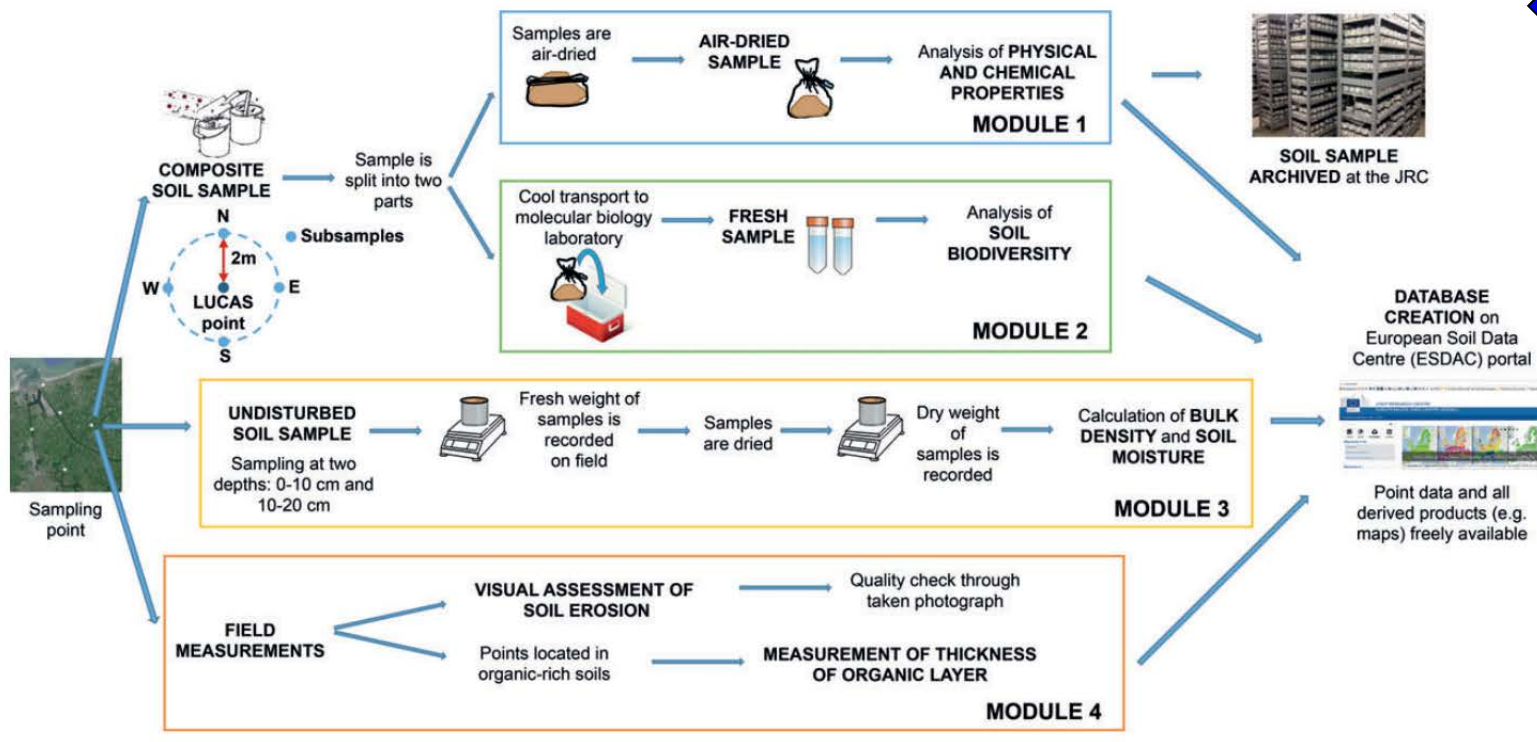 Samples are
air-dried
AIR-DRIED
SAMPLE
Analysis of PHYSICAL
AND CHEMICAL
PROPERTIES
MODULE 1
SOIL SAMPLE
ARCHIVED at the JRC
COMPOSITE
SOIL SAMPLE
Sample is
split into two
parts
N
Subsamples
2m
W
E
LUCAS
point
S
Cool transport to
molecular biology
laboratory
FRESH
SAMPLE
Analysis of
SOIL
BIODIVERSITY
MODULE 2
DATABASE
CREATION on
European Soil Data
Centre (ESDAC) portal
Point data and all
derived products (e.g.
maps) freely available
Sampling
point
UNDISTURBED
SOIL SAMPLE
Sampling at two
depths: 0-10 cm and
10-20 cm
Fresh weight of
samples is
recorded
on field
Samples
are dried
Dry weight
of
samples is
recorded
Calculation of BULK
DENSITY and SOIL
MOISTURE
MODULE 3
FIELD
MEASUREMENTS
VISUAL ASSESSMENT OF
SOIL EROSION
Quality check through
taken photograph
Points located in
organic-rich soils
MEASUREMENT OF THICKNESS
OF ORGANIC LAYER
MODULE 4